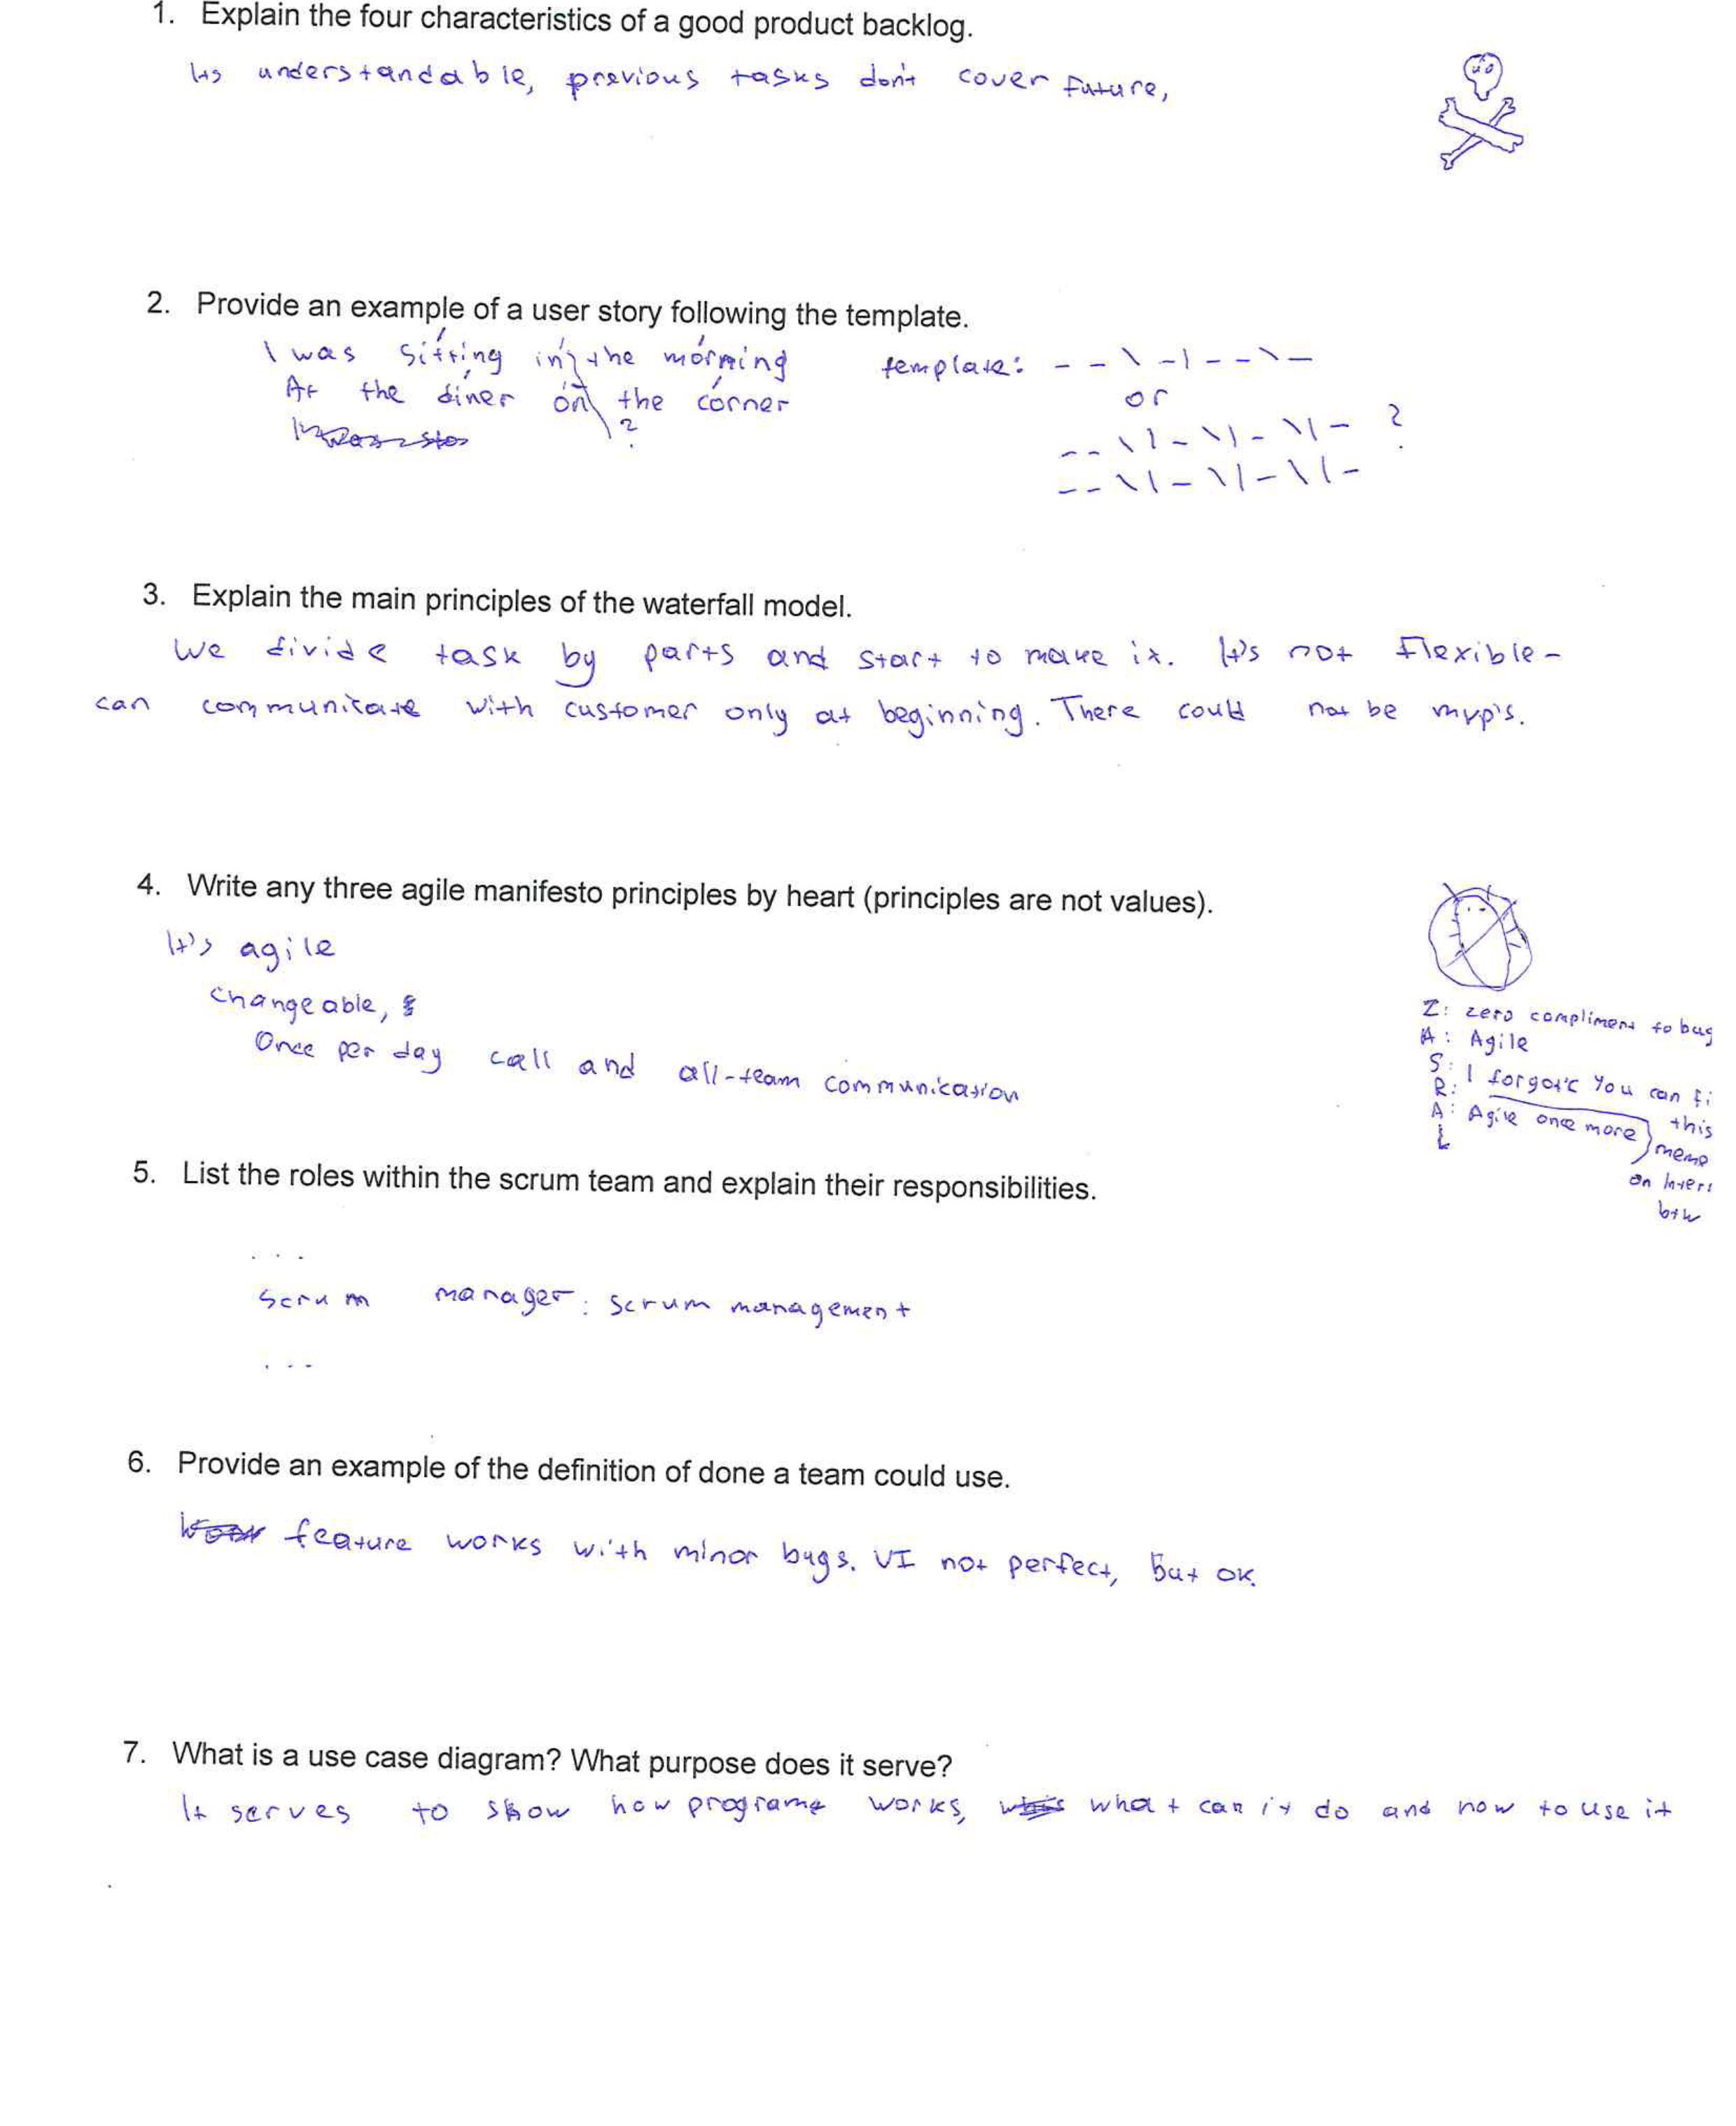 1. Explain the four characteristics of a good product backlog.
Its understandable, previous tasks don't cover future,
2. Provide an example of a user story following the template.
I was sitting in the morning template:
At the diner on the corner or
? ?
3. Explain the main principles of the waterfall model.
We divide task by parts and start to make it. It's not flexible -
can communicate with customer only at beginning. There could not be mvp's.
4. Write any three agile manifesto principles by heart (principles are not values).
It's agile
changeable,
Once per day call and all-team communication
Z: zero compliment to bug
A: Agile
S: I forgot :c You can fi
R:
A: Agile once more this
L meme
on Inter
btw
5. List the roles within the scrum team and explain their responsibilities.
...
scrum manager: scrum management
...
6. Provide an example of the definition of done a team could use.
feature works with minor bugs. UI not perfect, but ok.
7. What is a use case diagram? What purpose does it serve?
It serves to show how programe works, what can it do and how to use it